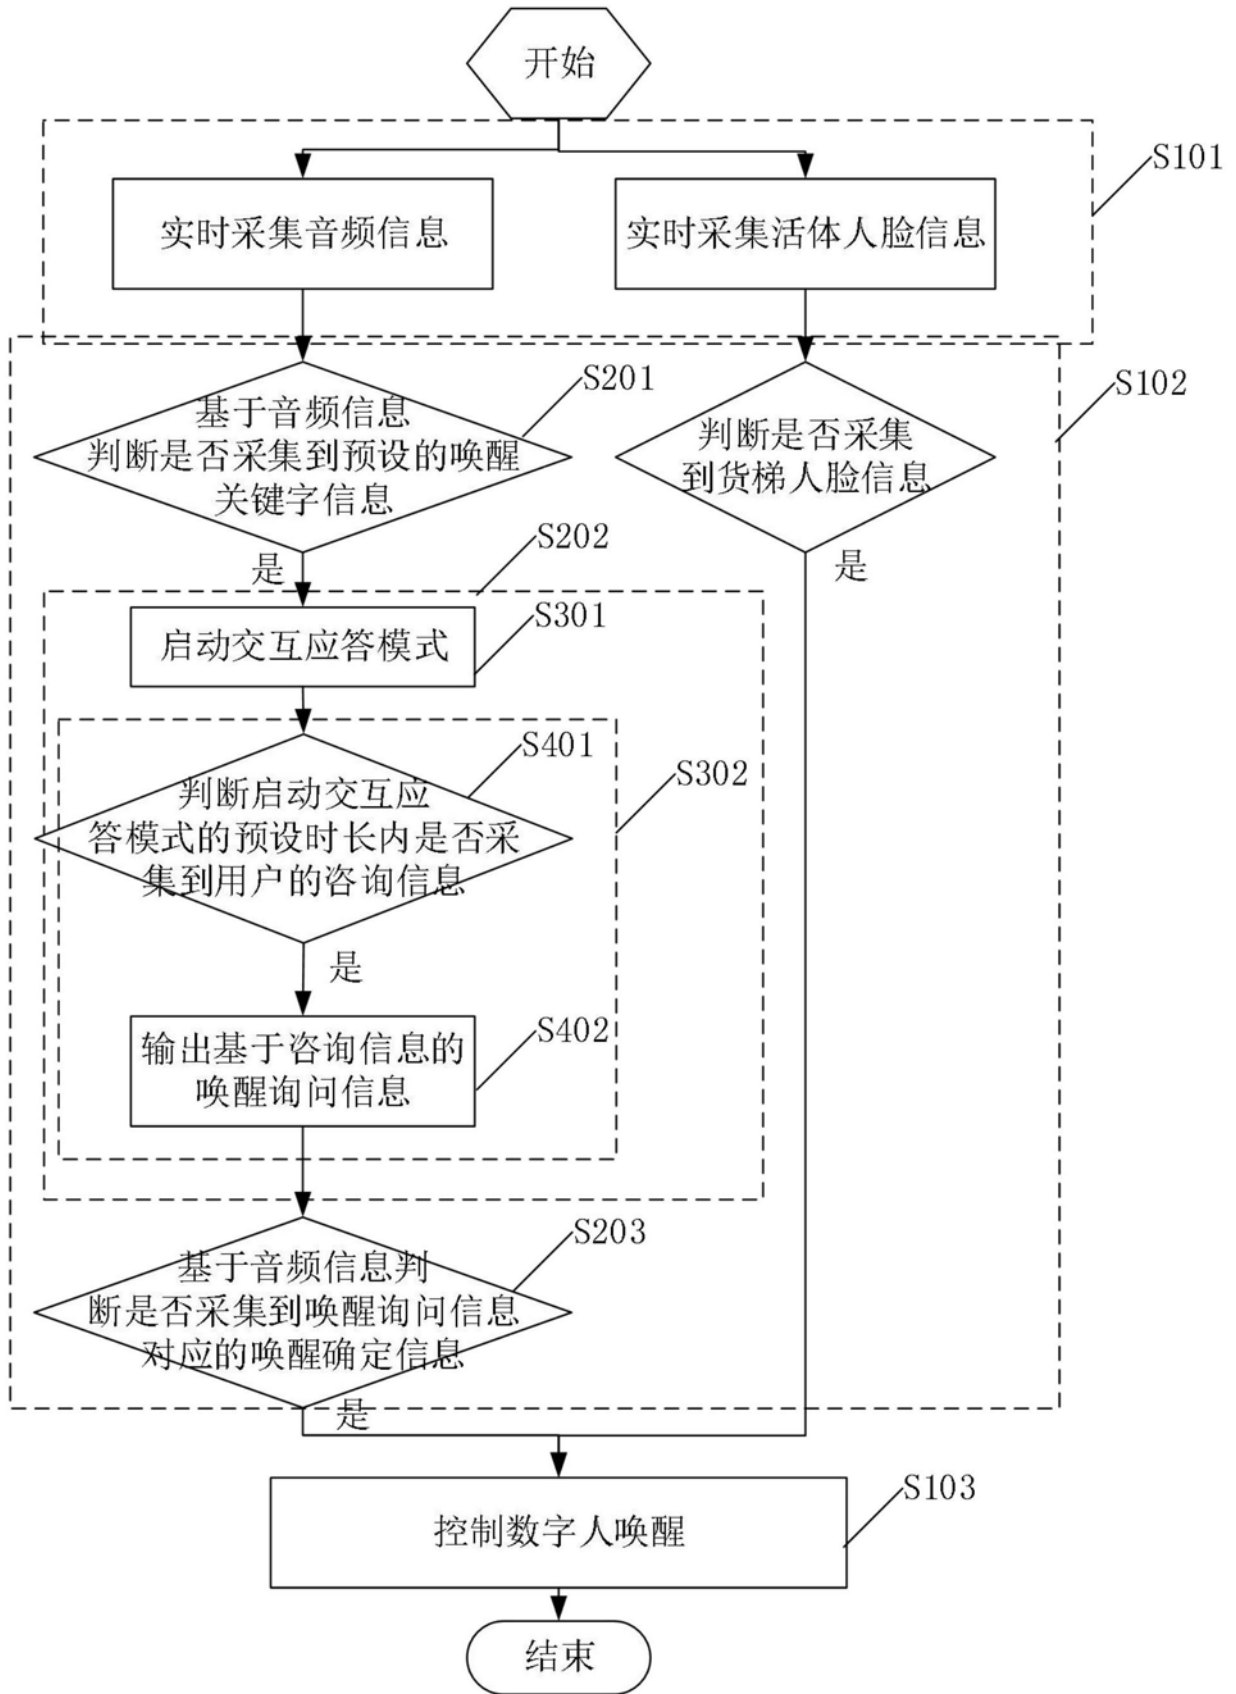 开始
S101
实时采集音频信息
实时采集活体人脸信息
S102
S201
基于音频信息
判断是否采集到预设的唤醒
关键字信息
判断是否采集
到货梯人脸信息
是
是
S202
S301
启动交互应答模式
S401
S302
判断启动交互应
答模式的预设时长内是否采
集到用户的咨询信息
是
S402
输出基于咨询信息的
唤醒询问信息
S203
基于音频信息判
断是否采集到唤醒询问信息
对应的唤醒确定信息
是
S103
控制数字人唤醒
结束